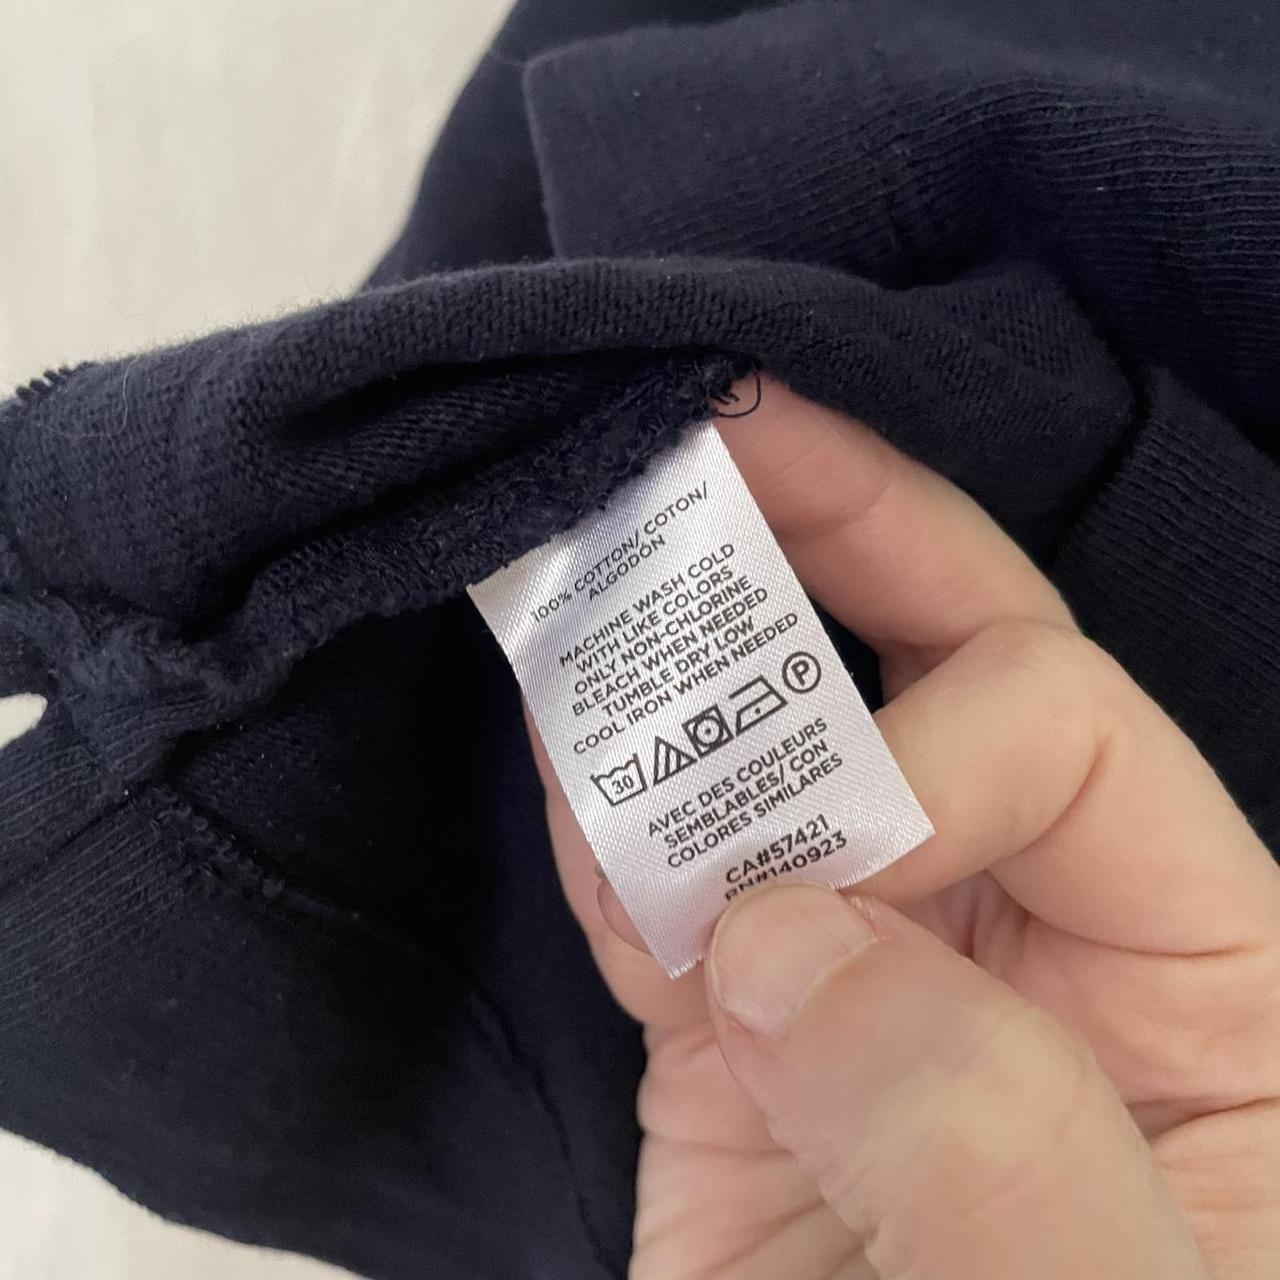 100% COTTON/ COTON/
ALGODÓN
MACHINE WASH COLD
WITH LIKE COLORS
ONLY NON-CHLORINE
BLEACH WHEN NEEDED
TUMBLE DRY LOW
COOL IRON WHEN NEEDED
30 P
AVEC DES COULEURS
SEMBLABLES/ CON
COLORES SIMILARES
CA#57421
RN#140923